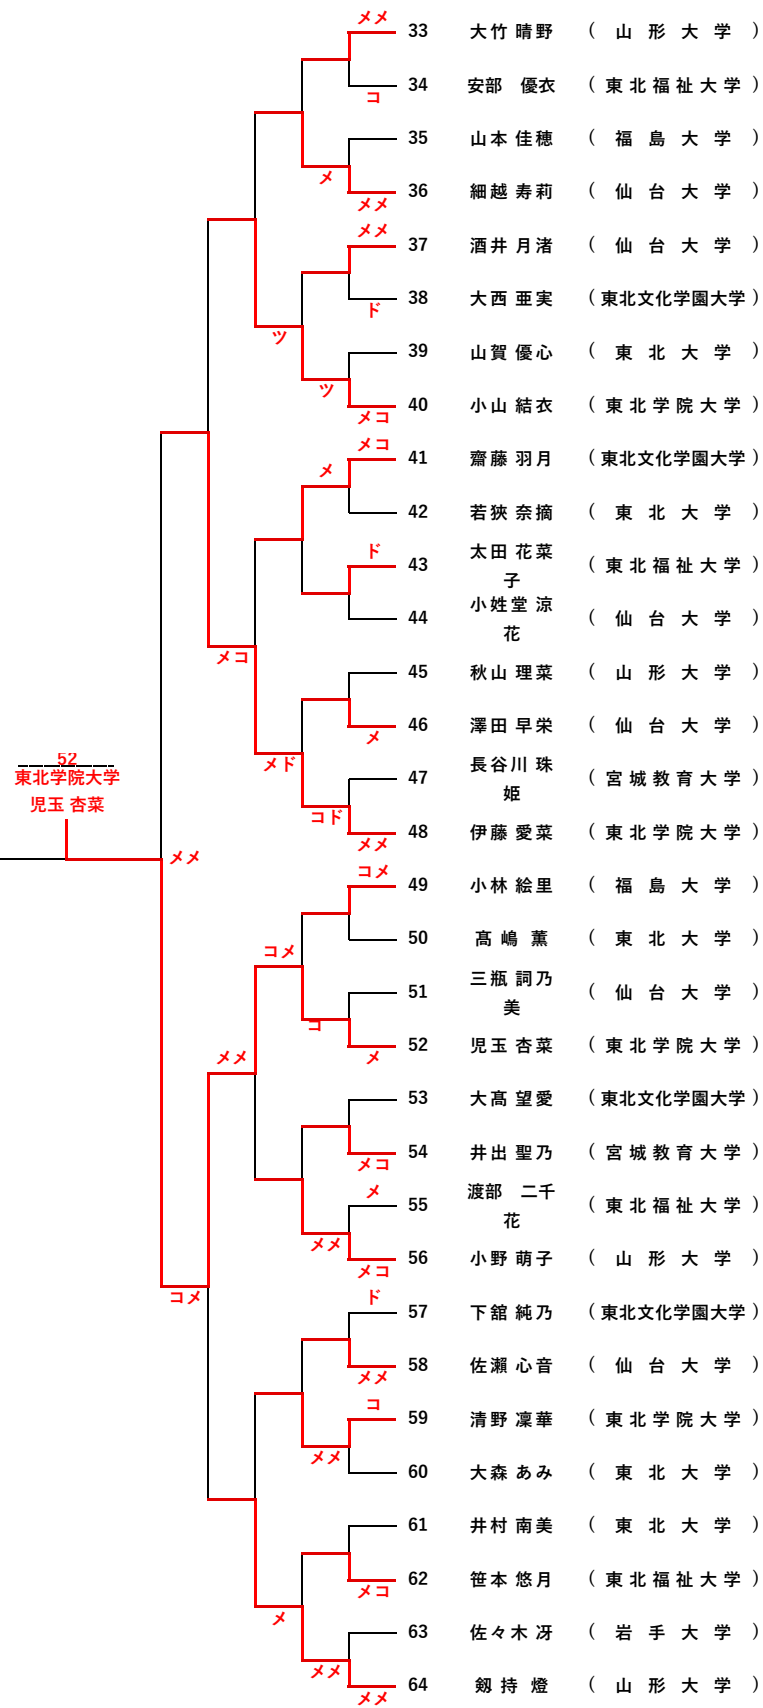 メメ
33 大竹 晴野 ( 山形大学 )
34 安部 優衣 ( 東北福祉大学 )
コ
35 山本 佳穂 ( 福島大学 )
メ
36 細越 寿莉 ( 仙台大学 )
メメ
メメ
37 酒井 月渚 ( 仙台大学 )
38 大西 亜実 ( 東北文化学園大学 )
ド
ツ
39 山賀 優心 ( 東北大学 )
ツ
40 小山 結衣 ( 東北学院大学 )
メコ
メコ
41 齋藤 羽月 ( 東北文化学園大学 )
メ
42 若狹 奈摘 ( 東北大学 )
ド
43 太田 花菜子 ( 東北福祉大学 )
44 小姓堂 涼花 ( 仙台大学 )
メコ
45 秋山 理菜 ( 山形大学 )
46 澤田 早栄 ( 仙台大学 )
メ
メド
47 長谷川 珠姫 ( 宮城教育大学 )
コド
48 伊藤 愛菜 ( 東北学院大学 )
メメ
52
東北学院大学
児玉 杏菜
メメ
コメ
49 小林 絵里 ( 福島大学 )
50 髙嶋 薫 ( 東北大学 )
コメ
51 三瓶 詞乃美 ( 仙台大学 )
コ
52 児玉 杏菜 ( 東北学院大学 )
メ
メメ
53 大髙 望愛 ( 東北文化学園大学 )
54 井出 聖乃 ( 宮城教育大学 )
メコ
メ
55 渡部 二千花 ( 東北福祉大学 )
メメ
56 小野 萌子 ( 山形大学 )
メコ
コメ
ド
57 下舘 純乃 ( 東北文化学園大学 )
58 佐瀨 心音 ( 仙台大学 )
メメ
コ
59 清野 凜華 ( 東北学院大学 )
メメ
60 大森 あみ ( 東北大学 )
61 井村 南美 ( 東北大学 )
62 笹本 悠月 ( 東北福祉大学 )
メコ
メ
63 佐々木 冴 ( 岩手大学 )
メメ
64 剱持 燈 ( 山形大学 )
メメ